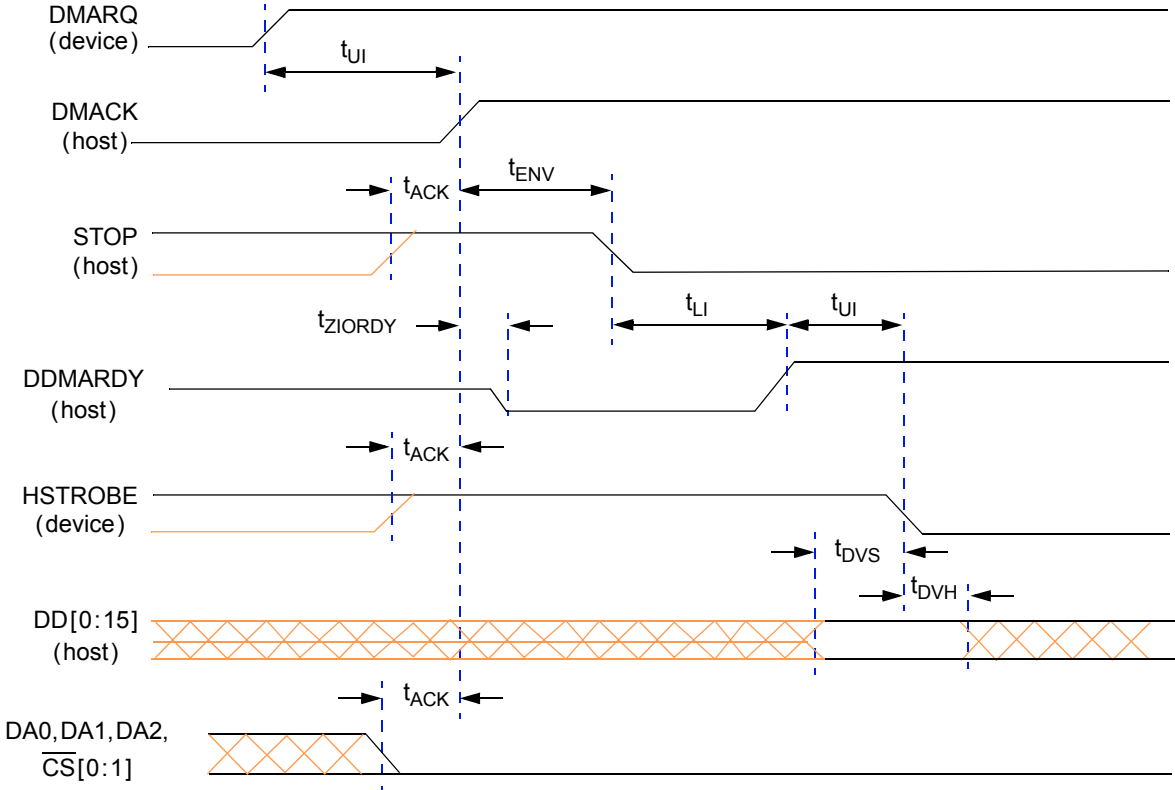 DMARQ
(device)
tUI
DMACK
(host)
tACK
tENV
STOP
(host)
tZIORDY
tLI
tUI
DDMARDY
(host)
tACK
HSTROBE
(device)
tDVS
tDVH
DD[0:15]
(host)
tACK
DA0,DA1,DA2,
CS[0:1]